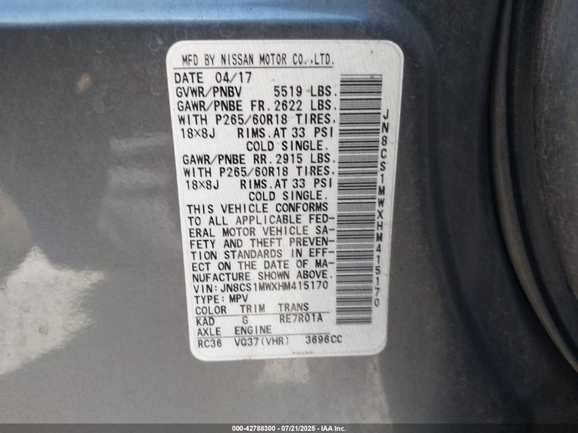 MFD BY NISSAN MOTOR CO.,LTD.
DATE 04/17
GVWR/PNBV 5519 LBS.
GAWR/PNBE FR. 2622 LBS.
WITH P265/60R18 TIRES.
18X8J RIMS.AT 33 PSI
COLD SINGLE.
GAWR/PNBE RR. 2915 LBS.
WITH P265/60R18 TIRES.
18X8J RIMS.AT 33 PSI
COLD SINGLE.
THIS VEHICLE CONFORMS
TO ALL APPLICABLE FED-
ERAL MOTOR VEHICLE SA-
FETY AND THEFT PREVEN-
TION STANDARDS IN EFF-
ECT ON THE DATE OF MA-
NUFACTURE SHOWN ABOVE.
VIN: JN8CS1MWXHM415170
TYPE: MPV
COLOR TRIM TRANS
KAD G RE7R01A
AXLE ENGINE
RC36 VQ37(VHR) 3696CC
JN8CS1MWXHM415170
000-42788300 - 07/21/2025 - IAA Inc.